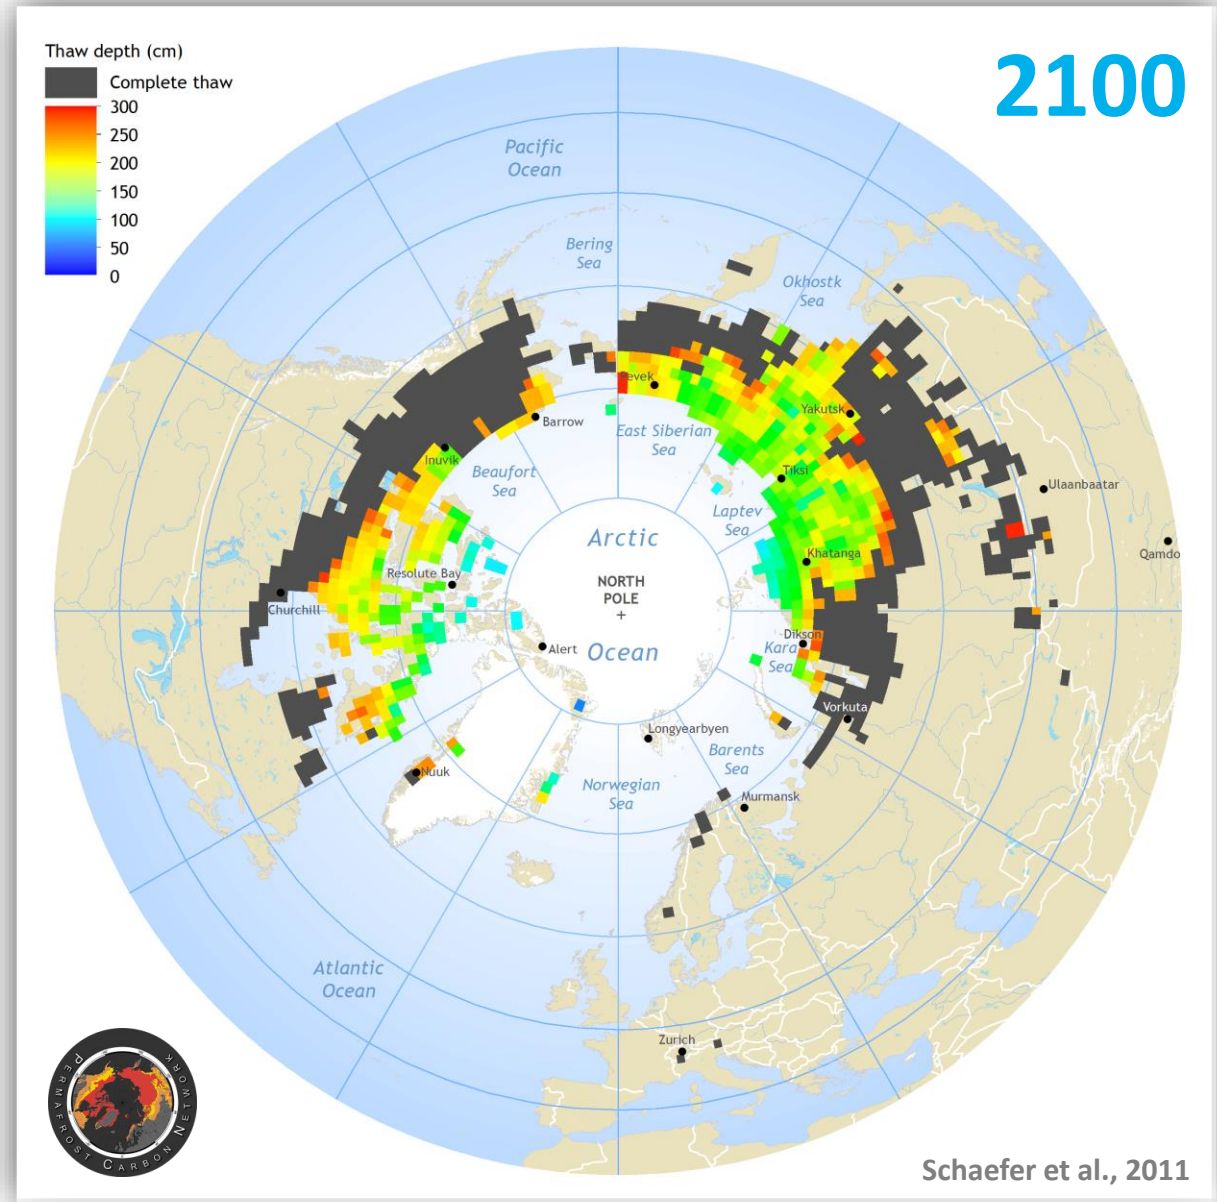 Thaw depth (cm)
Complete thaw
300
250
200
150
100
50
0
2100
Pacific
Ocean
Bering
Sea
Okhostk
Sea
Pevek
Yakutsk
Barrow
East Siberian
Sea
Inuvik
Beaufort
Sea
Tiksi
Ulaanbaatar
Laptev
Sea
Arctic
Khatanga
Qamdo
Resolute Bay
NORTH
POLE
+
Churchill
Dikson
Alert
Ocean
Kara
Sea
Vorkuta
Longyearbyen
Barents
Sea
Nuuk
Norwegian
Sea
Murmansk
Atlantic
Ocean
Zurich
PERMAFROST CARBON NETWORK
Schaefer et al., 2011